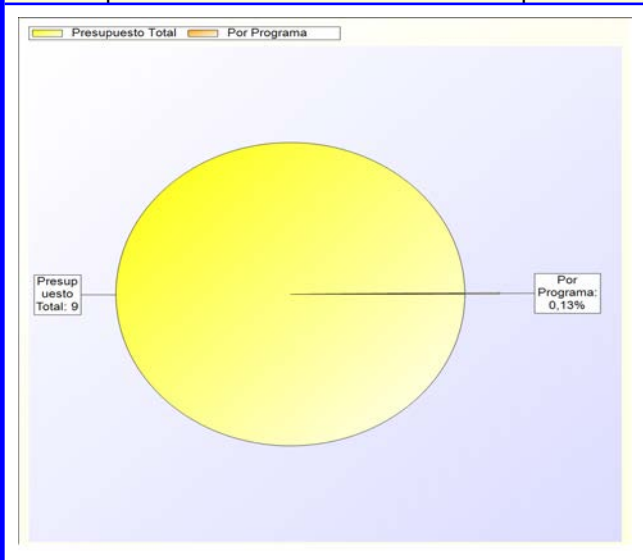 Presupuesto Total Por Programa
Presup
uesto
Total: 9
Por
Programa:
0,13%